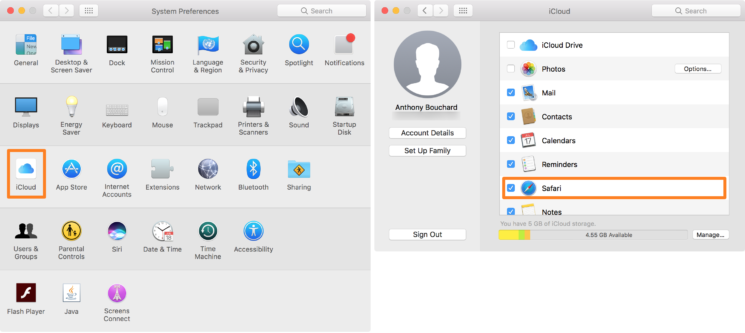 System Preferences
Search
General
Desktop &
Screen Saver
Dock
Mission
Control
Language
& Region
Security
& Privacy
Spotlight
Notifications
Displays
Energy
Saver
Keyboard
Mouse
Trackpad
Printers &
Scanners
Sound
Startup
Disk
iCloud
App Store
Internet
Accounts
Extensions
Network
Bluetooth
Sharing
Users &
Groups
Parental
Controls
Siri
Date & Time
Time
Machine
Accessibility
Flash Player
Java
Screens
Connect
iCloud
Search
Anthony Bouchard
Account Details
Set Up Family
Sign Out
iCloud Drive
Photos
Options...
Mail
Contacts
17
Calendars
Reminders
Safari
Notes
You have 5 GB of iCloud storage.
4.55 GB Available
Manage...